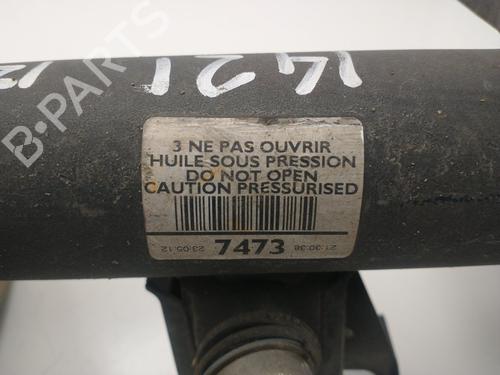 1421
B-PARTS
3 NE PAS OUVRIR
HUILE SOUS PRESSION
DO NOT OPEN
CAUTION PRESSURISED
23:05:12 7473 21:30:38